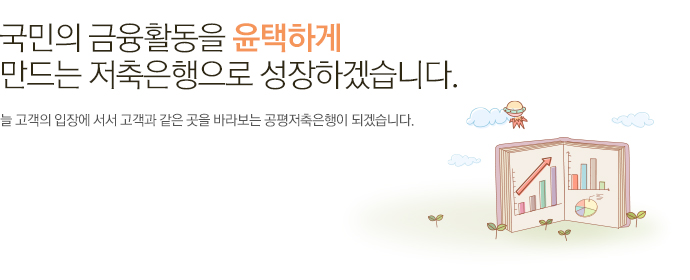 국민의 금융활동을 윤택하게
만드는 저축은행으로 성장하겠습니다.
늘 고객의 입장에 서서 고객과 같은 곳을 바라보는 공평저축은행이 되겠습니다.